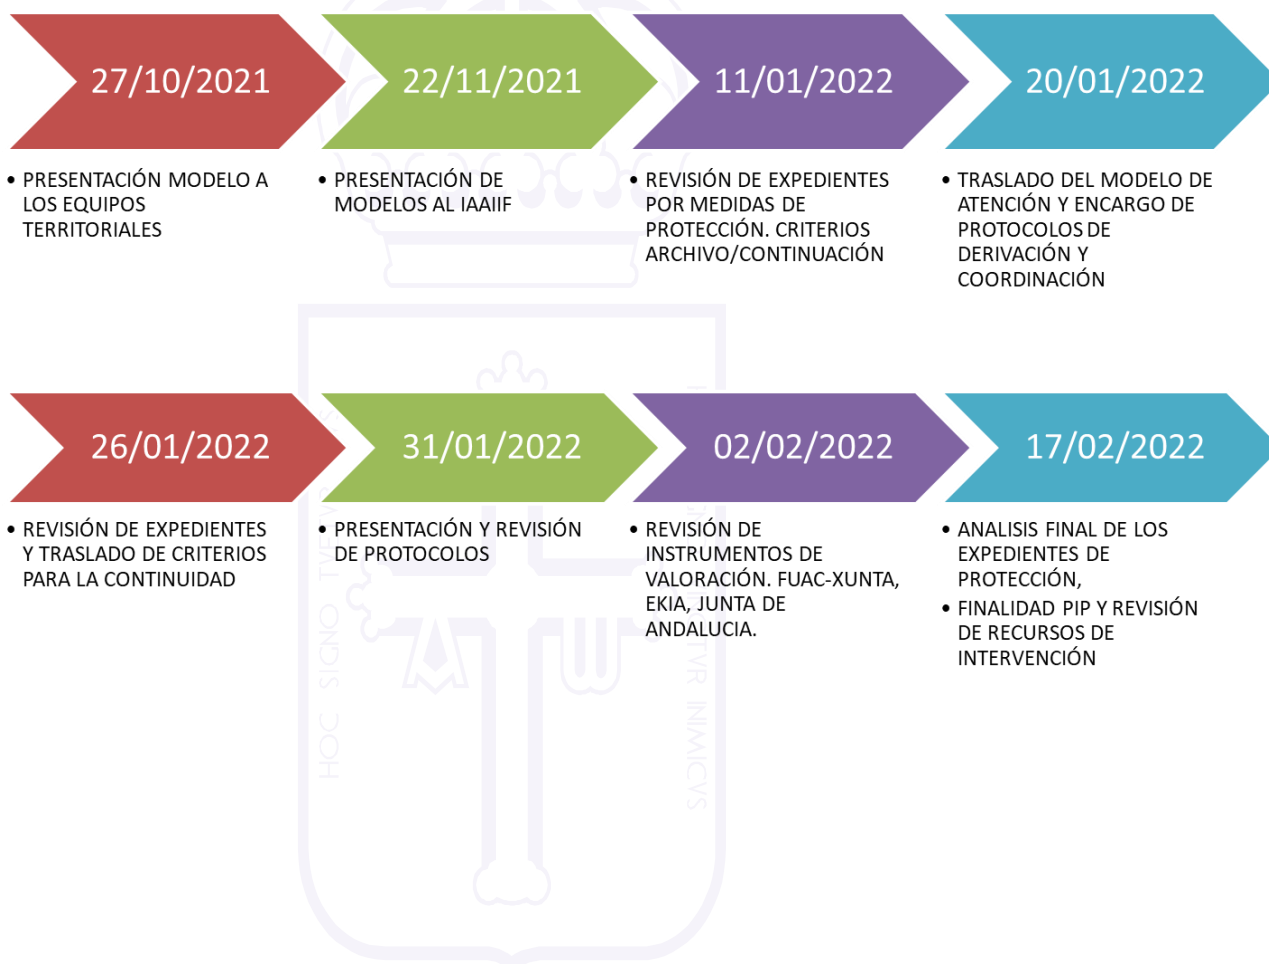 27/10/2021
22/11/2021
11/01/2022
20/01/2022
• PRESENTACIÓN MODELO A
LOS EQUIPOS
TERRITORIALES
• PRESENTACIÓN DE
MODELOS AL IAAIIF
• REVISIÓN DE EXPEDIENTES
POR MEDIDAS DE
PROTECCIÓN. CRITERIOS
ARCHIVO/CONTINUACIÓN
• TRASLADO DEL MODELO DE
ATENCIÓN Y ENCARGO DE
PROTOCOLOS DE
DERIVACIÓN Y
COORDINACIÓN
26/01/2022
31/01/2022
02/02/2022
17/02/2022
• REVISIÓN DE EXPEDIENTES
Y TRASLADO DE CRITERIOS
PARA LA CONTINUIDAD
• PRESENTACIÓN Y REVISIÓN
DE PROTOCOLOS
• REVISIÓN DE
INSTRUMENTOS DE
VALORACIÓN. FUAC-XUNTA,
EKIA, JUNTA DE
ANDALUCIA.
• ANALISIS FINAL DE LOS
EXPEDIENTES DE
PROTECCIÓN,
• FINALIDAD PIP Y REVISIÓN
DE RECURSOS DE
INTERVENCIÓN
HOC SIGNO
INIMICVS